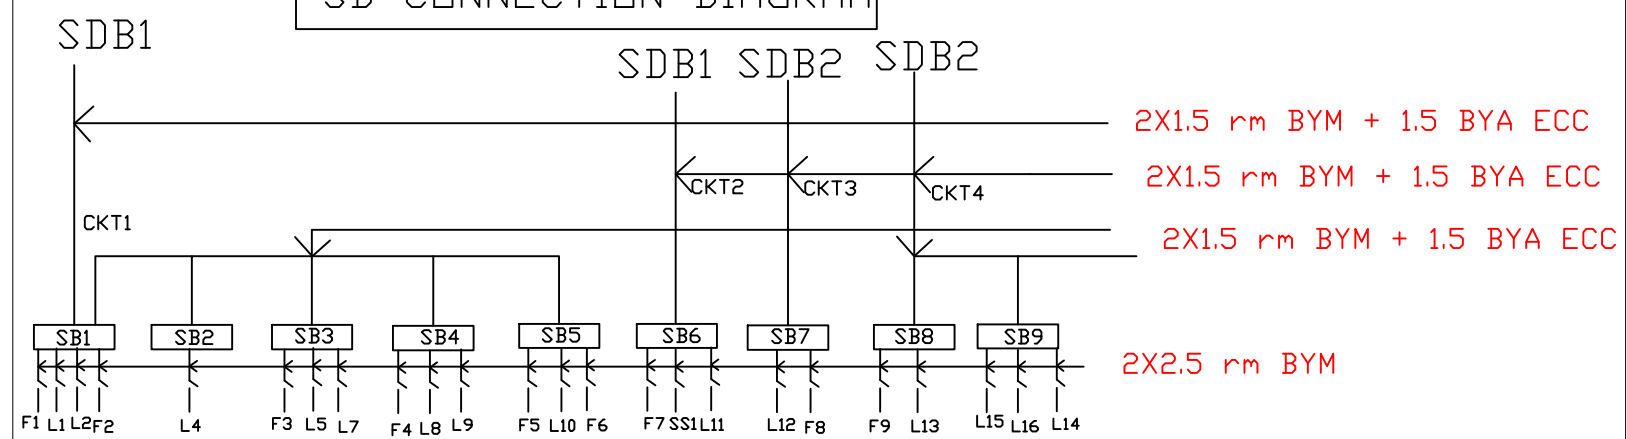 SB CONNECTION DIAGRAM
SDB1
SDB1 SDB2 SDB2
2X1.5 rm BYM + 1.5 BYA ECC
CKT2 CKT3 CKT4 2X1.5 rm BYM + 1.5 BYA ECC
CKT1
2X1.5 rm BYM + 1.5 BYA ECC
SB1 SB2 SB3 SB4 SB5 SB6 SB7 SB8 SB9
2X2.5 rm BYM
F1 L1 L2 F2 L4 F3 L5 L7 F4 L8 L9 F5 L10 F6 F7 SS1 L11 L12 F8 F9 L13 L15 L16 L14